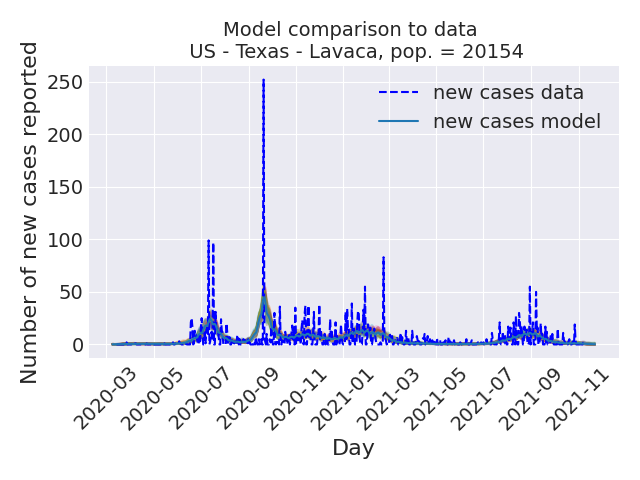 Model comparison to data
US - Texas - Lavaca, pop. = 20154
Number of new cases reported
250
200
150
100
50
0
new cases data
new cases model
2020-03
2020-05
2020-07
2020-09
2020-11
2021-01
2021-03
2021-05
2021-07
2021-09
2021-11
Day